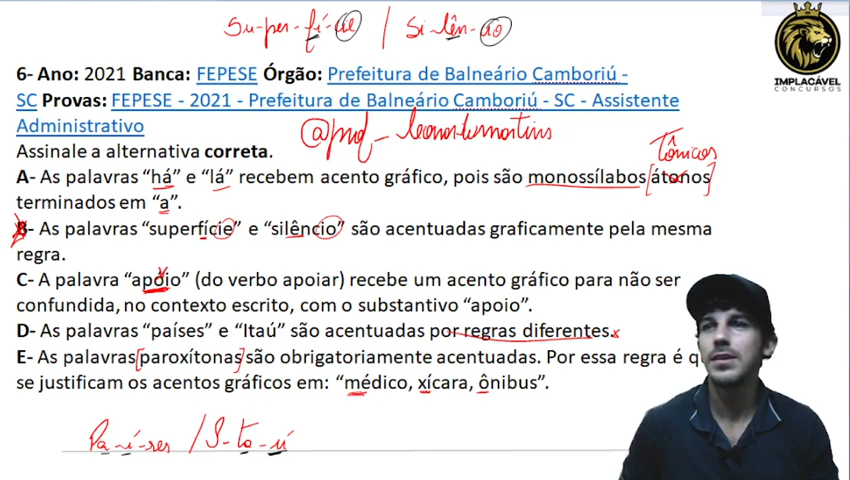 Su-per-fí-cie / Si-lên-cio
IMPLACÁVEL
CONCURSOS
6- Ano: 2021 Banca: FEPESE Órgão: Prefeitura de Balneário Camboriú -
SC Provas: FEPESE - 2021 - Prefeitura de Balneário Camboriú - SC - Assistente
Administrativo
@prof_leonardomartins
Assinale a alternativa correta.
Tônicos
A- As palavras “há” e “lá” recebem acento gráfico, pois são monossílabos átonos
terminados em “a”.
B- As palavras “superfície” e “silêncio” são acentuadas graficamente pela mesma
regra.
C- A palavra “apóio” (do verbo apoiar) recebe um acento gráfico para não ser
confundida, no contexto escrito, com o substantivo “apoio”.
D- As palavras “países” e “Itaú” são acentuadas por regras diferentes.
E- As palavras [paroxítonas] são obrigatoriamente acentuadas. Por essa regra é q
se justificam os acentos gráficos em: “médico, xícara, ônibus”.
Pa-í-ses / I-ta-ú